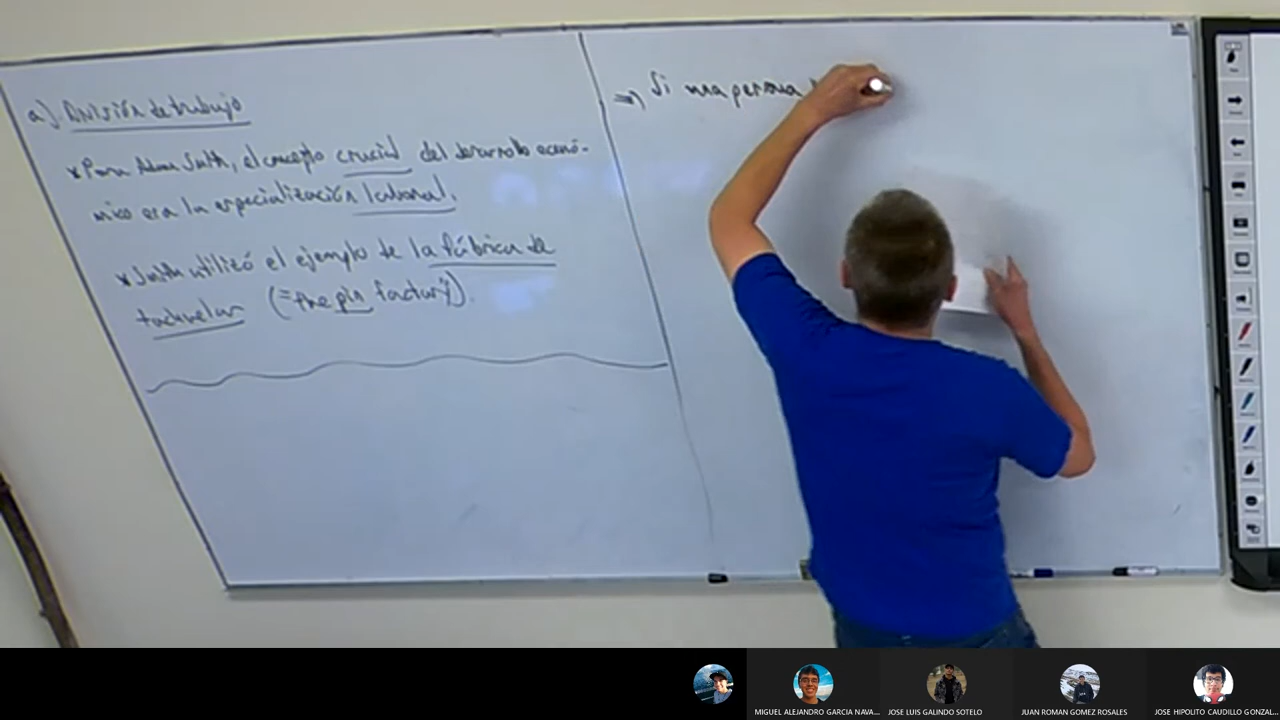 a) División de trabajo
* Para Adam Smith, el concepto crucial del desarrollo econó-
mico era la especialización laboral.
* Smith utilizó el ejemplo de la fábrica de
tachuelas (= the pin factory).
=> Si una persona
MIGUEL ALEJANDRO GARCIA NAVA...
JOSE LUIS GALINDO SOTELO
JUAN ROMAN GOMEZ ROSALES
JOSE HIPOLITO CAUDILLO GONZAL...